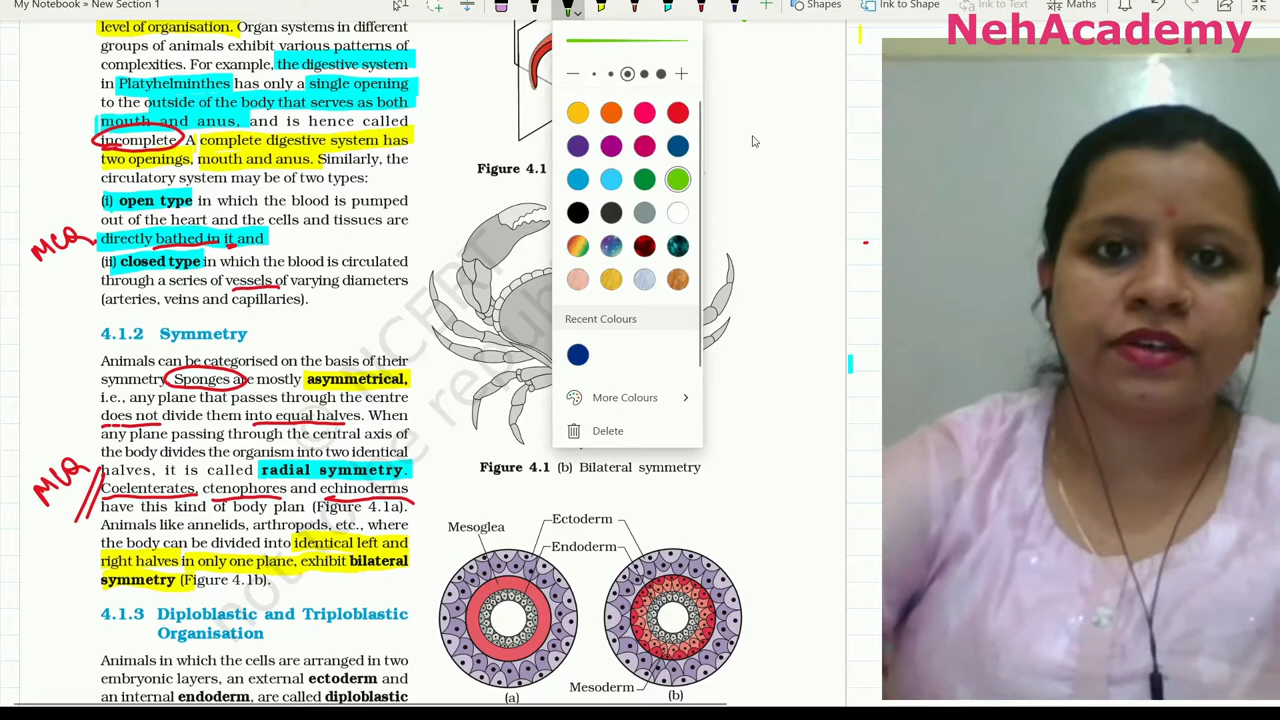 My Notebook » New Section 1
Shapes
Ink to Shape
Ink to Text
Maths
NehAcademy
level of organisation. Organ systems in different
groups of animals exhibit various patterns of
complexities. For example, the digestive system
in Platyhelminthes has only a single opening
to the outside of the body that serves as both
mouth and anus, and is hence called
incomplete. A complete digestive system has
two openings, mouth and anus. Similarly, the
circulatory system may be of two types:
(i) open type in which the blood is pumped
out of the heart and the cells and tissues are
directly bathed in it and
(ii) closed type in which the blood is circulated
through a series of vessels of varying diameters
(arteries, veins and capillaries).
MCQ
4.1.2 Symmetry
Animals can be categorised on the basis of their
symmetry. Sponges are mostly asymmetrical,
i.e., any plane that passes through the centre
does not divide them into equal halves. When
any plane passing through the central axis of
the body divides the organism into two identical
halves, it is called radial symmetry.
Coelenterates, ctenophores and echinoderms
have this kind of body plan (Figure 4.1a).
Animals like annelids, arthropods, etc., where
the body can be divided into identical left and
right halves in only one plane, exhibit bilateral
symmetry (Figure 4.1b).
MCQ
4.1.3 Diploblastic and Triploblastic
Organisation
Animals in which the cells are arranged in two
embryonic layers, an external ectoderm and
an internal endoderm, are called diploblastic
Figure 4.1
Recent Colours
More Colours
Delete
Figure 4.1 (b) Bilateral symmetry
Mesoglea
Ectoderm
Endoderm
Mesoderm
(a)
(b)
© NCERT